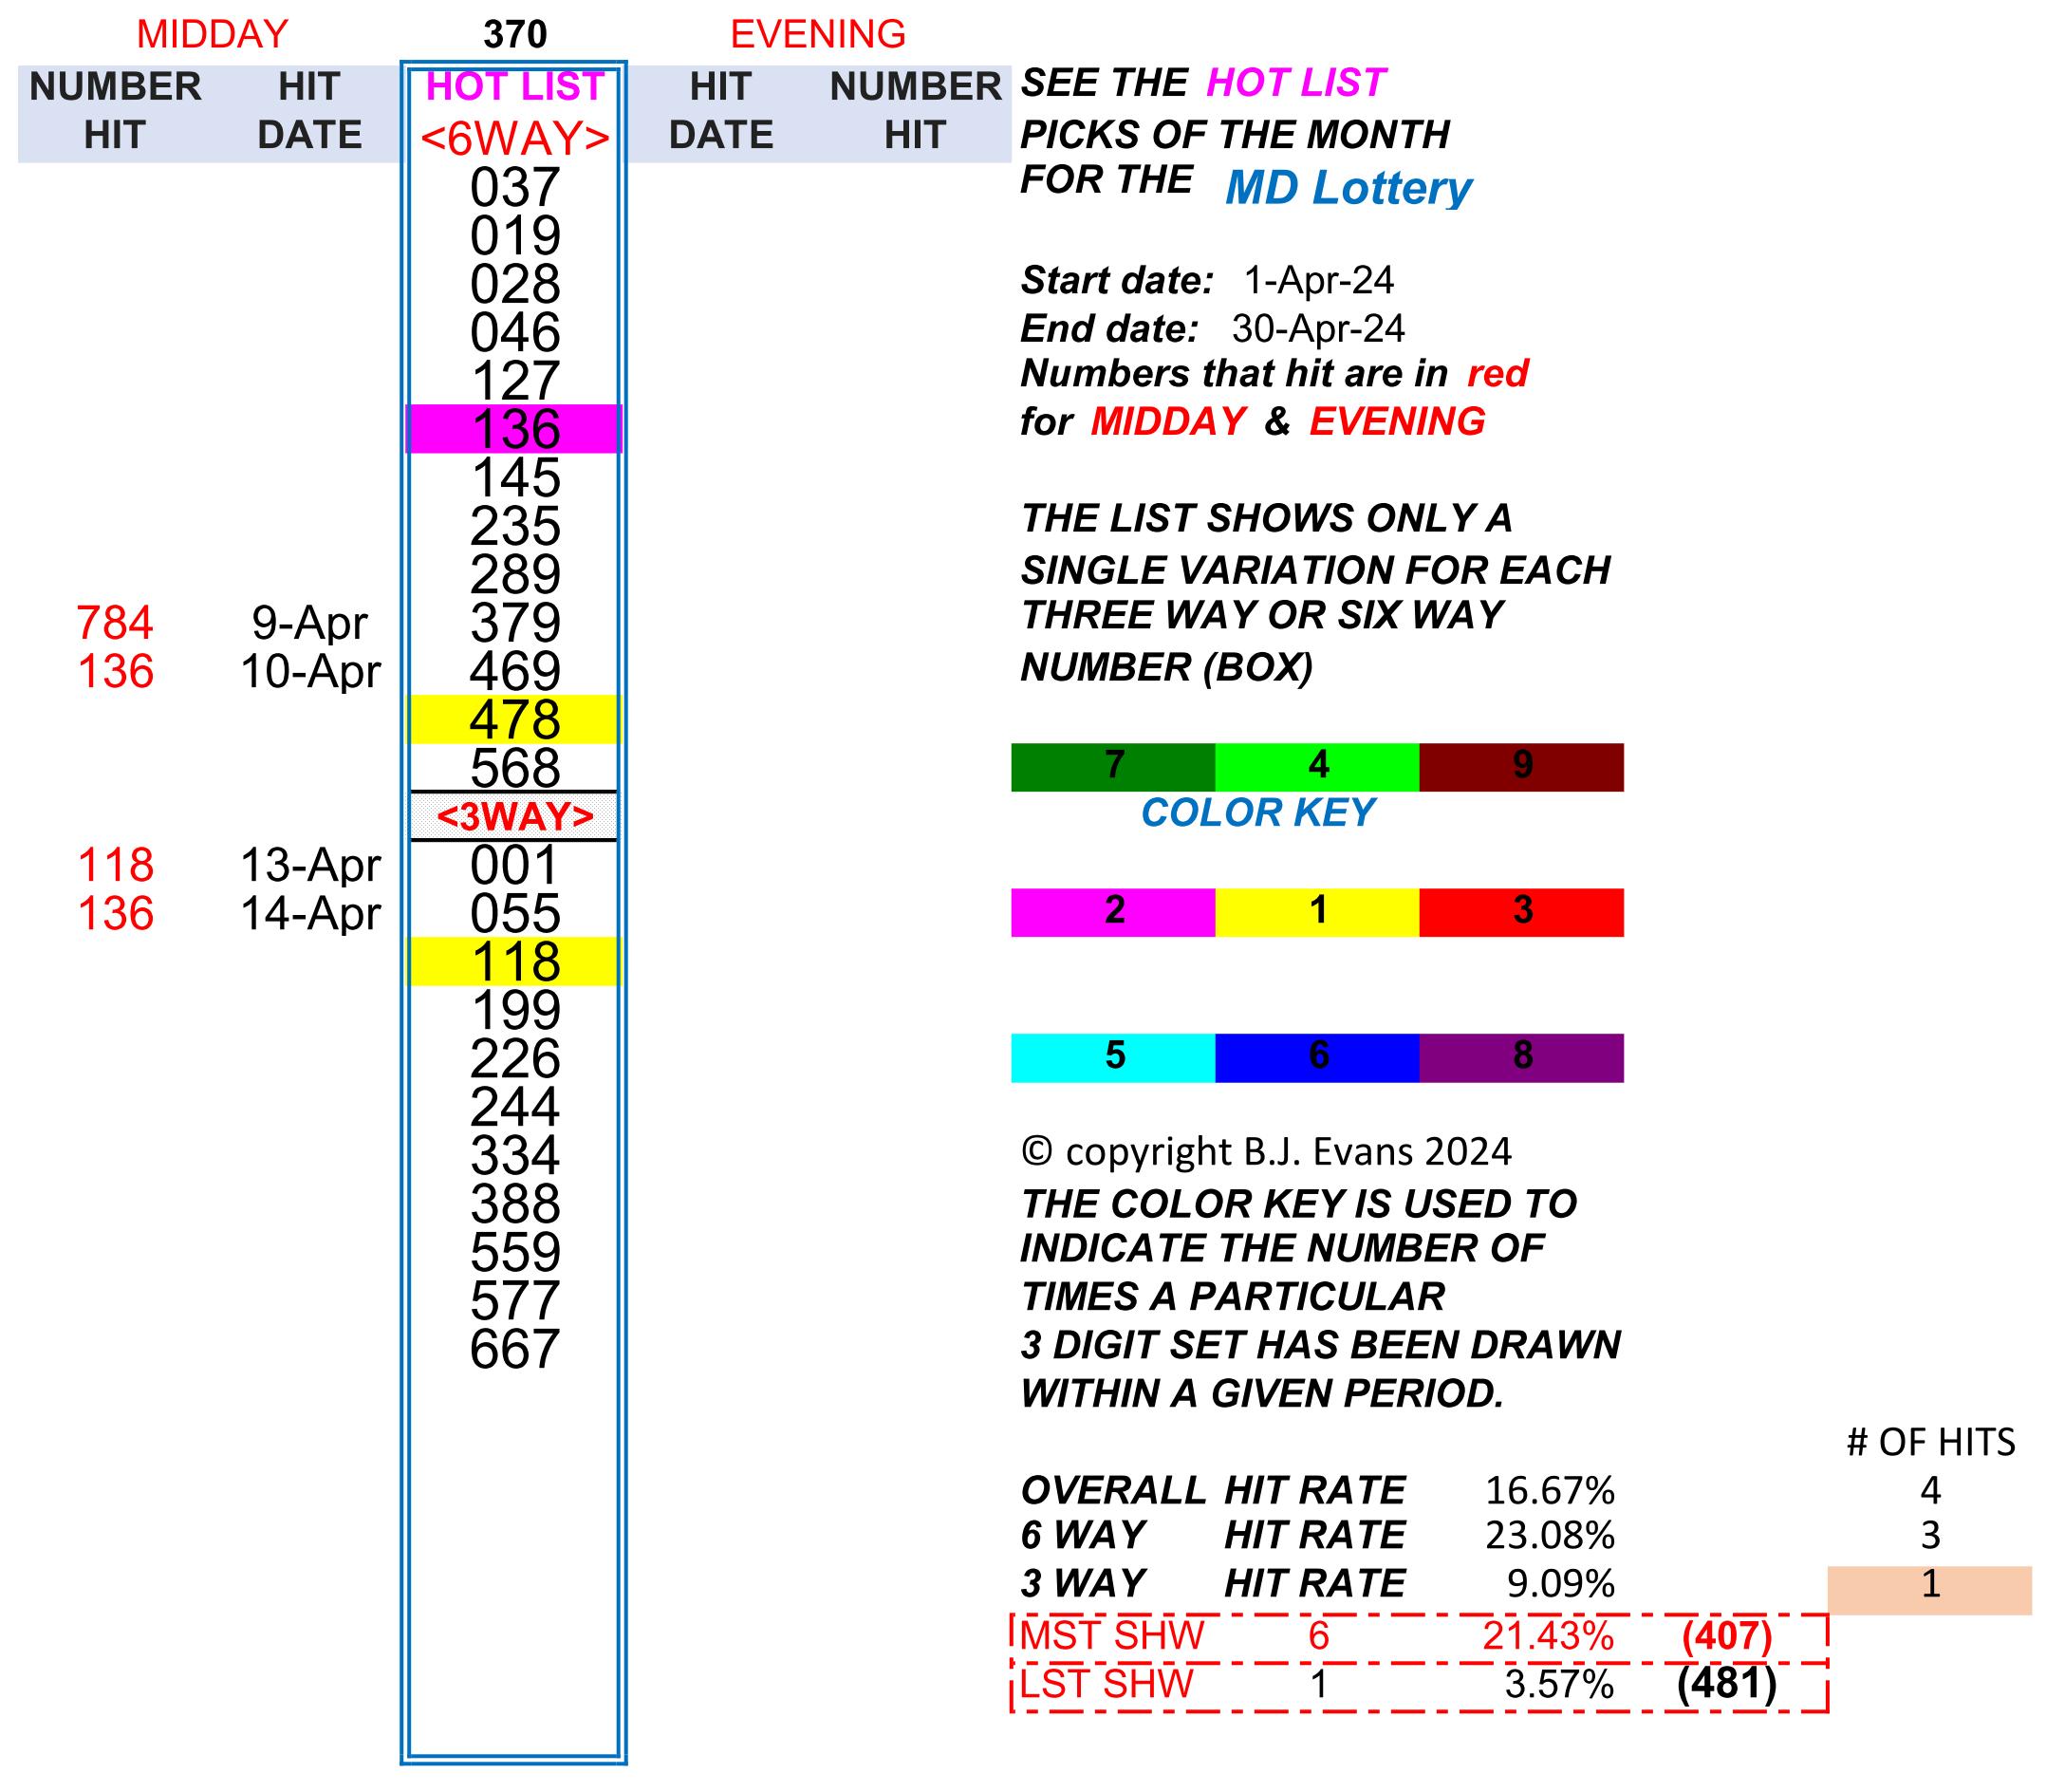 MIDDAY 370 EVENING
NUMBER HIT HOT LIST HIT NUMBER
HIT DATE <6WAY> DATE HIT
037
019
028
046
127
136
145
235
289
784 9-Apr 379
136 10-Apr 469
478
568
<3WAY>
118 13-Apr 001
136 14-Apr 055
118
199
226
244
334
388
559
577
667
SEE THE HOT LIST
PICKS OF THE MONTH
FOR THE MD Lottery
Start date: 1-Apr-24
End date: 30-Apr-24
Numbers that hit are in red
for MIDDAY & EVENING
THE LIST SHOWS ONLY A
SINGLE VARIATION FOR EACH
THREE WAY OR SIX WAY
NUMBER (BOX)
7 4 9
COLOR KEY
2 1 3
5 6 8
© copyright B.J. Evans 2024
THE COLOR KEY IS USED TO
INDICATE THE NUMBER OF
TIMES A PARTICULAR
3 DIGIT SET HAS BEEN DRAWN
WITHIN A GIVEN PERIOD.
# OF HITS
OVERALL HIT RATE 16.67% 4
6 WAY HIT RATE 23.08% 3
3 WAY HIT RATE 9.09% 1
MST SHW 6 21.43% (407)
LST SHW 1 3.57% (481)